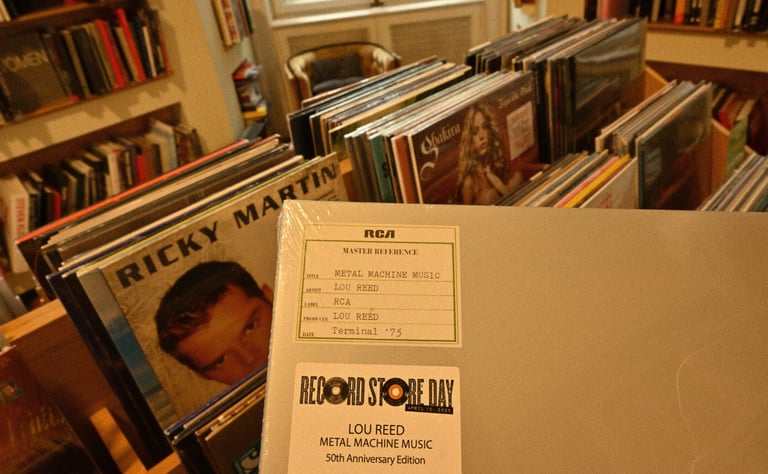 WOMEN
RICKY MARTIN
Shakira
RCA
MASTER REFERENCE
TITLE METAL MACHINE MUSIC
ARTIST LOU REED
LABEL RCA
PRODUCER LOU REED
DATE Terminal '75
RECORD STORE DAY
LOU REED
METAL MACHINE MUSIC
50th Anniversary Edition